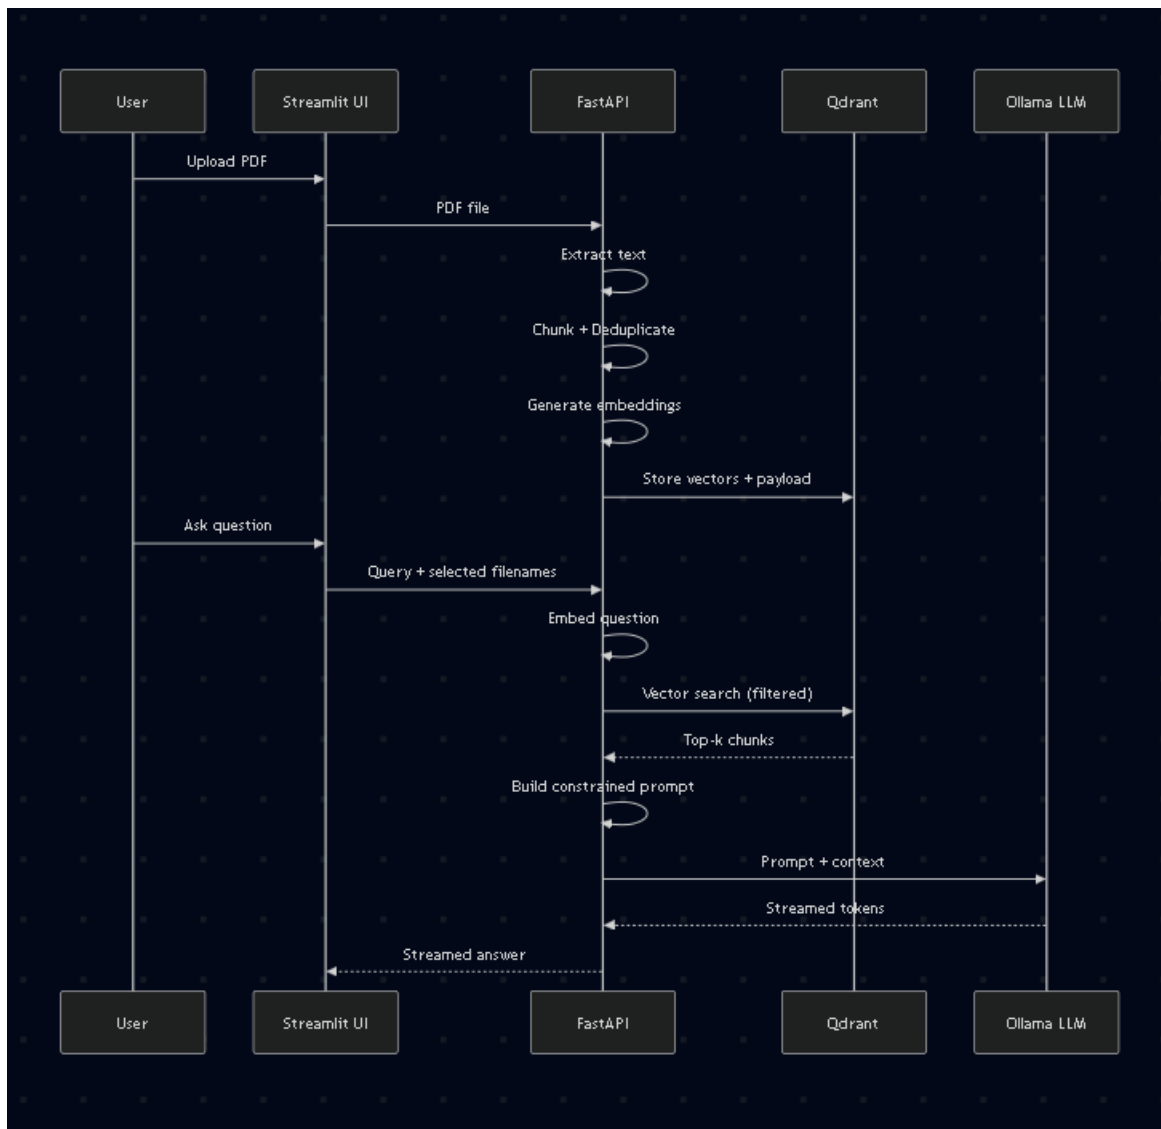 User
Streamlit UI
FastAPI
Qdrant
Ollama LLM
Upload PDF
PDF file
Extract text
Chunk + Deduplicate
Generate embeddings
Store vectors + payload
Ask question
Query + selected filenames
Embed question
Vector search (filtered)
Top-k chunks
Build constrained prompt
Prompt + context
Streamed tokens
Streamed answer
User
Streamlit UI
FastAPI
Qdrant
Ollama LLM